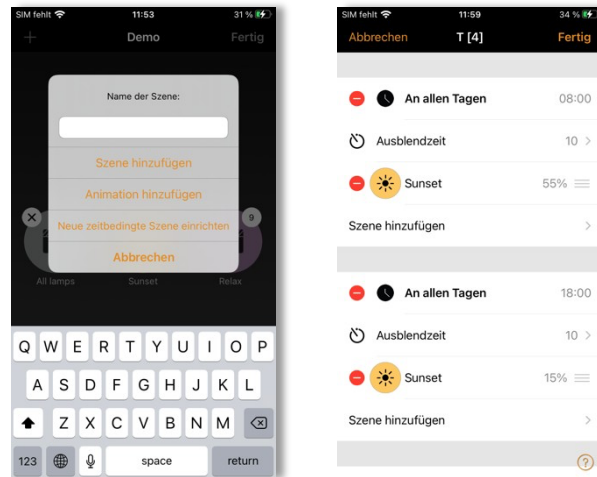 SIM fehlt 11:53 31 %
+ Demo Fertig
Name der Szene:
Szene hinzufügen
Animation hinzufügen
Neue zeitbedingte Szene einrichten
Abbrechen
9
All lamps Sunset Relax
Q W E R T Y U I O P
A S D F G H J K L
Z X C V B N M
123 space return
SIM fehlt 11:59 34 %
Abbrechen T [4] Fertig
An allen Tagen 08:00
Ausblendzeit 10 >
Sunset 55%
Szene hinzufügen >
An allen Tagen 18:00
Ausblendzeit 10 >
Sunset 15%
Szene hinzufügen >
?